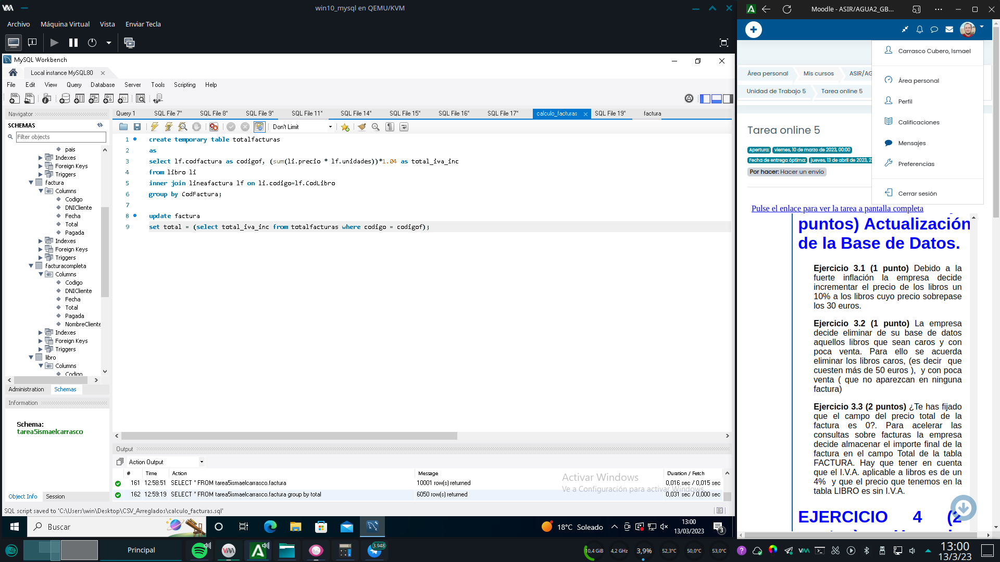 win10_mysql en QEMU/KVM
Archivo Máquina Virtual Vista Enviar Tecla
MySQL Workbench
Local instance MySQL80
File Edit View Query Database Server Tools Scripting Help
Navigator
SCHEMAS
Filter objects
pais
Indexes
Foreign Keys
Triggers
factura
Columns
Codigo
DNICliente
Fecha
Total
Pagada
Indexes
Foreign Keys
Triggers
facturacompleta
Columns
Codigo
DNICliente
Fecha
Total
Pagada
NombreCliente
Indexes
Foreign Keys
Triggers
libro
Columns
Codigo
Administration Schemas
Information
Schema:
tarea5ismaelcarrasco
Object Info Session
Query 1 SQL File 7* SQL File 8* SQL File 9* SQL File 11* SQL File 14* SQL File 15* SQL File 16* SQL File 17* calculo_facturas SQL File 19* factura
Don't Limit
1 create temporary table totalfacturas
2 as
3 select lf.codfactura as codigof, (sum(li.precio * lf.unidades))*1.04 as total_iva_inc
4 from libro li
5 inner join lineafactura lf on li.codigo=lf.CodLibro
6 group by CodFactura;
7
8 update factura
9 set total = (select total_iva_inc from totalfacturas where codigo = codigof);
Output
Action Output
# Time Action Message Duration / Fetch
161 12:58:51 SELECT * FROM tarea5ismaelcarrasco.factura 10001 row(s) returned 0,016 sec / 0,015 sec
162 12:59:19 SELECT * FROM tarea5ismaelcarrasco.factura group by total 6050 row(s) returned 0,031 sec / 0,000 sec
Activar Windows
Ve a Configuración para activar Windows.
SQL script saved to 'C:\Users\win\Desktop\CSV_Arreglados\calculo_facturas.sql'
Buscar
18°C Soleado
13:00
13/03/2023
3
Moodle - ASIR/AGUA2_GB...
Carrasco Cubero, Ismael
Área personal
Perfil
Calificaciones
Mensajes
Preferencias
Cerrar sesión
Área personal Mis cursos ASIR/AG
Unidad de Trabajo 5 Tarea online 5
Tarea online 5
Apertura: viernes, 10 de marzo de 2023, 00:00
Fecha de entrega óptima: jueves, 13 de abril de 2023, 2
Por hacer: Hacer un envío
Pulse el enlace para ver la tarea a pantalla completa
puntos) Actualización
de la Base de Datos.
Ejercicio 3.1 (1 punto) Debido a la
fuerte inflación la empresa decide
incrementar el precio de los libros un
10% a los libros cuyo precio sobrepase
los 30 euros.
Ejercicio 3.2 (1 punto) La empresa
decide eliminar de su base de datos
aquellos libros que sean caros y con
poca venta. Para ello se acuerda
eliminar los libros caros, (es decir que
cuesten más de 50 euros ), y con poca
venta ( que no aparezcan en ninguna
factura)
Ejercicio 3.3 (2 puntos) ¿Te has fijado
que el campo del precio total de la
factura es 0?. Para acelerar las
consultas sobre facturas la empresa
decide almacenar el importe final de la
factura en el campo Total de la tabla
FACTURA. Hay que tener en cuenta
que el I.V.A. aplicable a libros es de un
4% y que el precio que tenemos en la
tabla LIBRO es sin I.V.A.
EJERCICIO 4 (2
Principal
3.948
10,4 GiB 4,2 GHz 3,9% 52,3°C 50,0°C 53,0°C
13:00
13/3/23